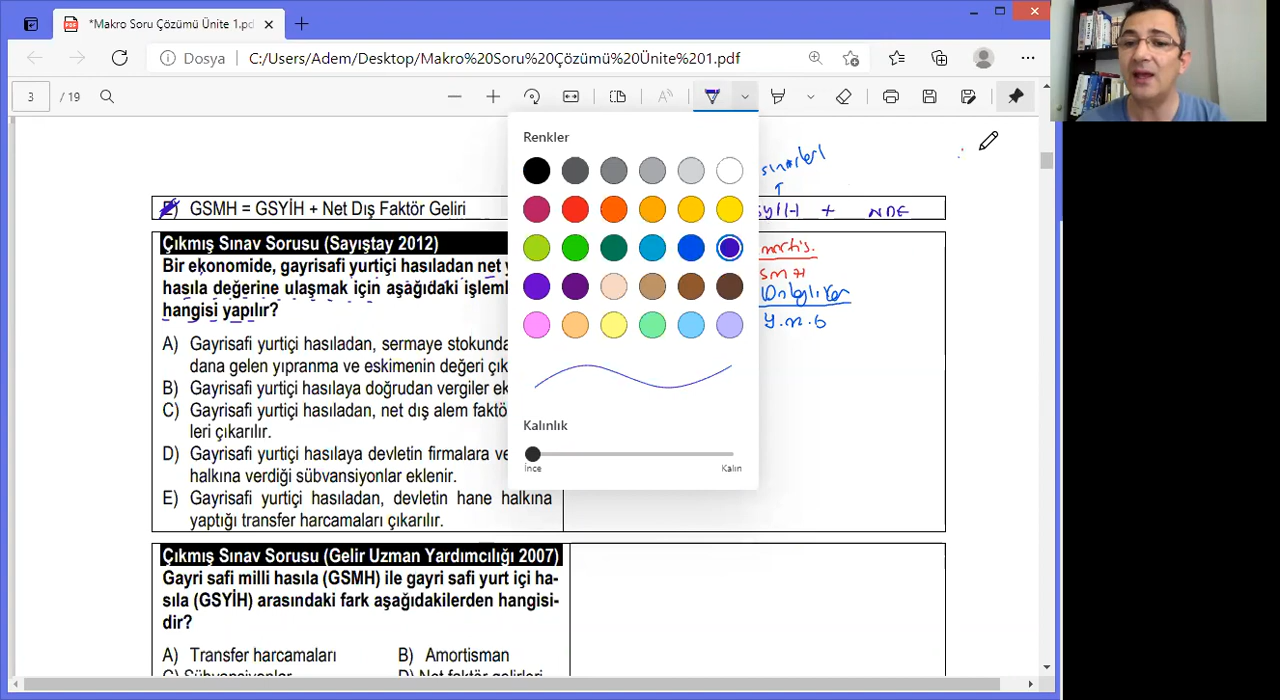 *Makro Soru Çözümü Ünite 1.pd
Dosya C:/Users/Adem/Desktop/Makro%20Soru%20Çözümü%20Ünite%201.pdf
3 / 19
Renkler
Kalınlık
İnce Kalın
E) GSMH = GSYİH + Net Dış Faktör Geliri
+ NDF
Çıkmış Sınav Sorusu (Sayıştay 2012)
Bir ekonomide, gayrisafi yurtiçi hasıladan net y
hasıla değerine ulaşmak için aşağıdaki işleml
hangisi yapılır?
A) Gayrisafi yurtiçi hasıladan, sermaye stokunda
dana gelen yıpranma ve eskimenin değeri çık
B) Gayrisafi yurtiçi hasılaya doğrudan vergiler ek
C) Gayrisafi yurtiçi hasıladan, net dış alem faktö
leri çıkarılır.
D) Gayrisafi yurtiçi hasılaya devletin firmalara ve
halkına verdiği sübvansiyonlar eklenir.
E) Gayrisafi yurtiçi hasıladan, devletin hane halkına
yaptığı transfer harcamaları çıkarılır.
Çıkmış Sınav Sorusu (Gelir Uzman Yardımcılığı 2007)
Gayri safi milli hasıla (GSMH) ile gayri safi yurt içi ha-
sıla (GSYİH) arasındaki fark aşağıdakilerden hangisi-
dir?
A) Transfer harcamaları B) Amortisman
C) Sübvansiyonlar D) Net faktör gelirleri